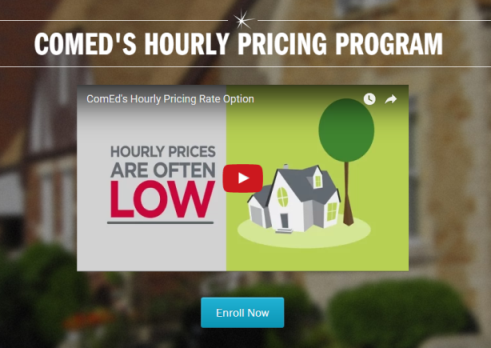 COMED'S HOURLY PRICING PROGRAM
ComEd's Hourly Pricing Rate Option
HOURLY PRICES
ARE OFTEN
LOW
Enroll Now